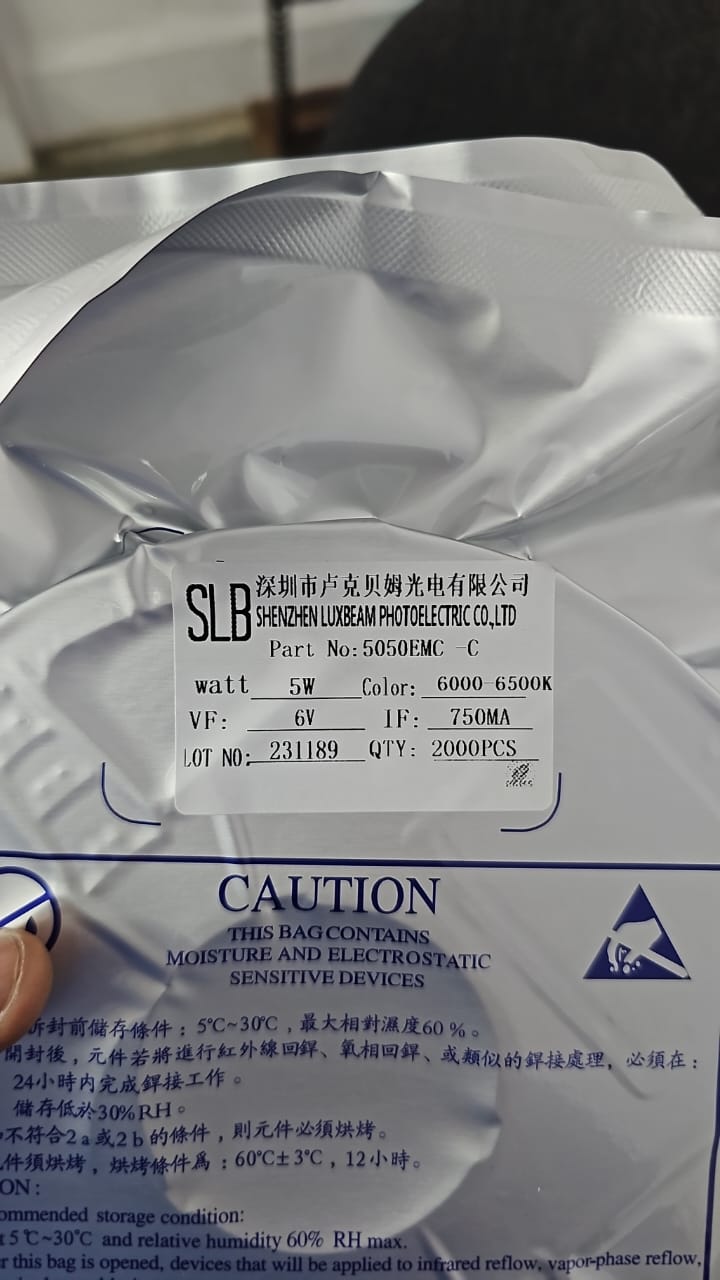 SLB 深圳市卢克贝姆光电有限公司
SHENZHEN LUXBEAM PHOTOELECTRIC CO.,LTD
Part No:5050EMC -C
watt 5W Color: 6000-6500K
VF: 6V IF: 750MA
LOT NO: 231189 QTY: 2000PCS
CAUTION
THIS BAG CONTAINS
MOISTURE AND ELECTROSTATIC
SENSITIVE DEVICES
拆封前儲存條件：5℃~30℃，最大相對濕度60％。
開封後，元件若將進行紅外線回銲、氧相回銲、或類似的銲接處理，必須在：
24小時內完成銲接工作。
儲存低於30%RH。
不符合2a或2b的條件，則元件必須烘烤。
件須烘烤，烘烤條件爲：60℃±3℃，12小時。
ON:
ommended storage condition:
t 5℃~30℃ and relative humidity 60% RH max.
r this bag is opened, devices that will be applied to infrared reflow, vapor-phase reflow,